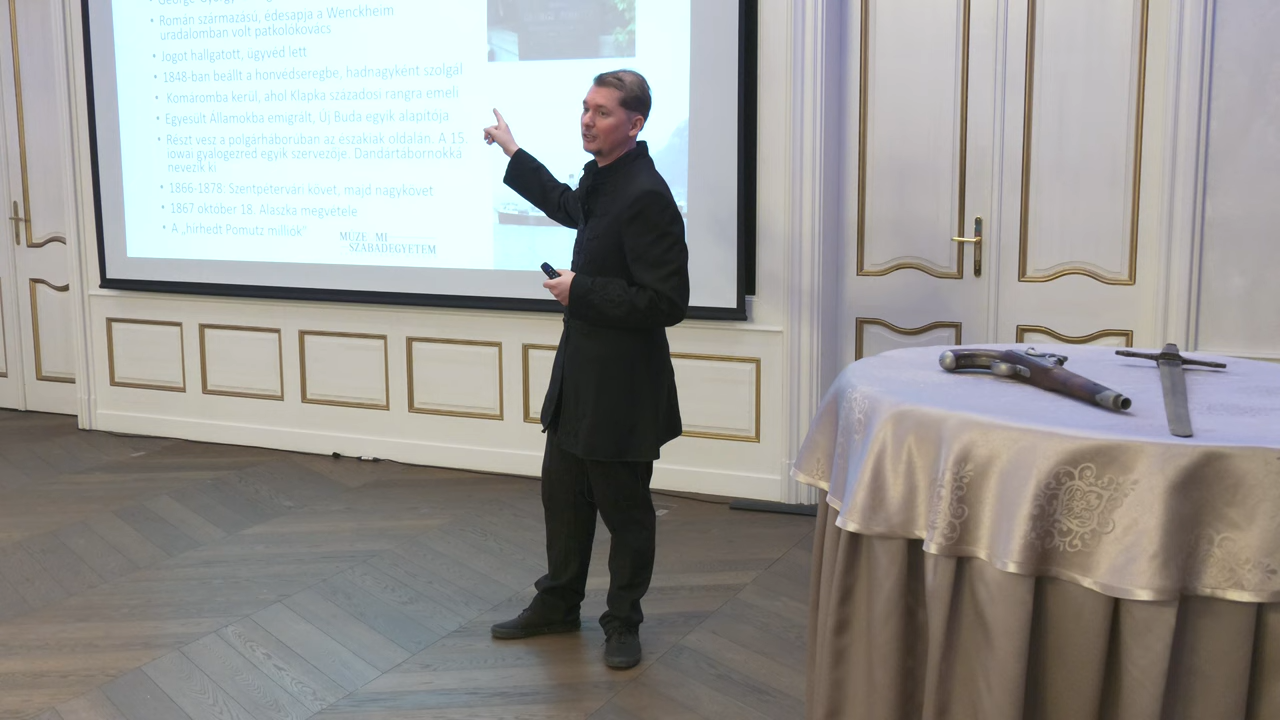 Román származású, édesapja a Wenckheim
uradalomban volt patkolókovács
Jogot hallgatott, ügyvéd lett
1848-ban beállt a honvédseregbe, hadnagyként szolgál
Komáromba kerül, ahol Klapka századosi rangra emeli
Egyesült Államokba emigrált, Új Buda egyik alapítója
Részt vesz a polgárháborúban az északiak oldalán. A 15.
iowai gyalogezred egyik szervezője. Dandártábornokká
nevezik ki
1866-1878: Szentpétervári követ, majd nagykövet
1867 október 18. Alaszka megvétele
A „hírhedt Pomutz milliók"
MÚZE MI
SZABADEGYETEM